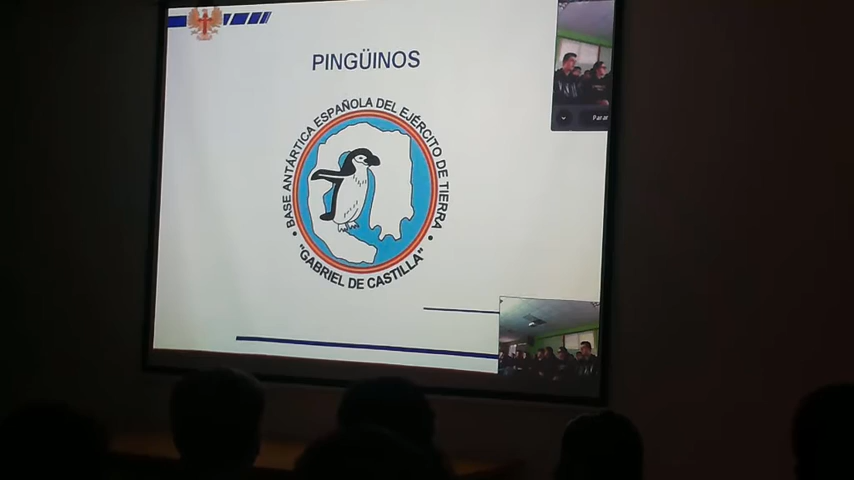 PINGÜINOS
• BASE ANTÁRTICA ESPAÑOLA DEL EJÉRCITO DE TIERRA •
"GABRIEL DE CASTILLA"
Parar